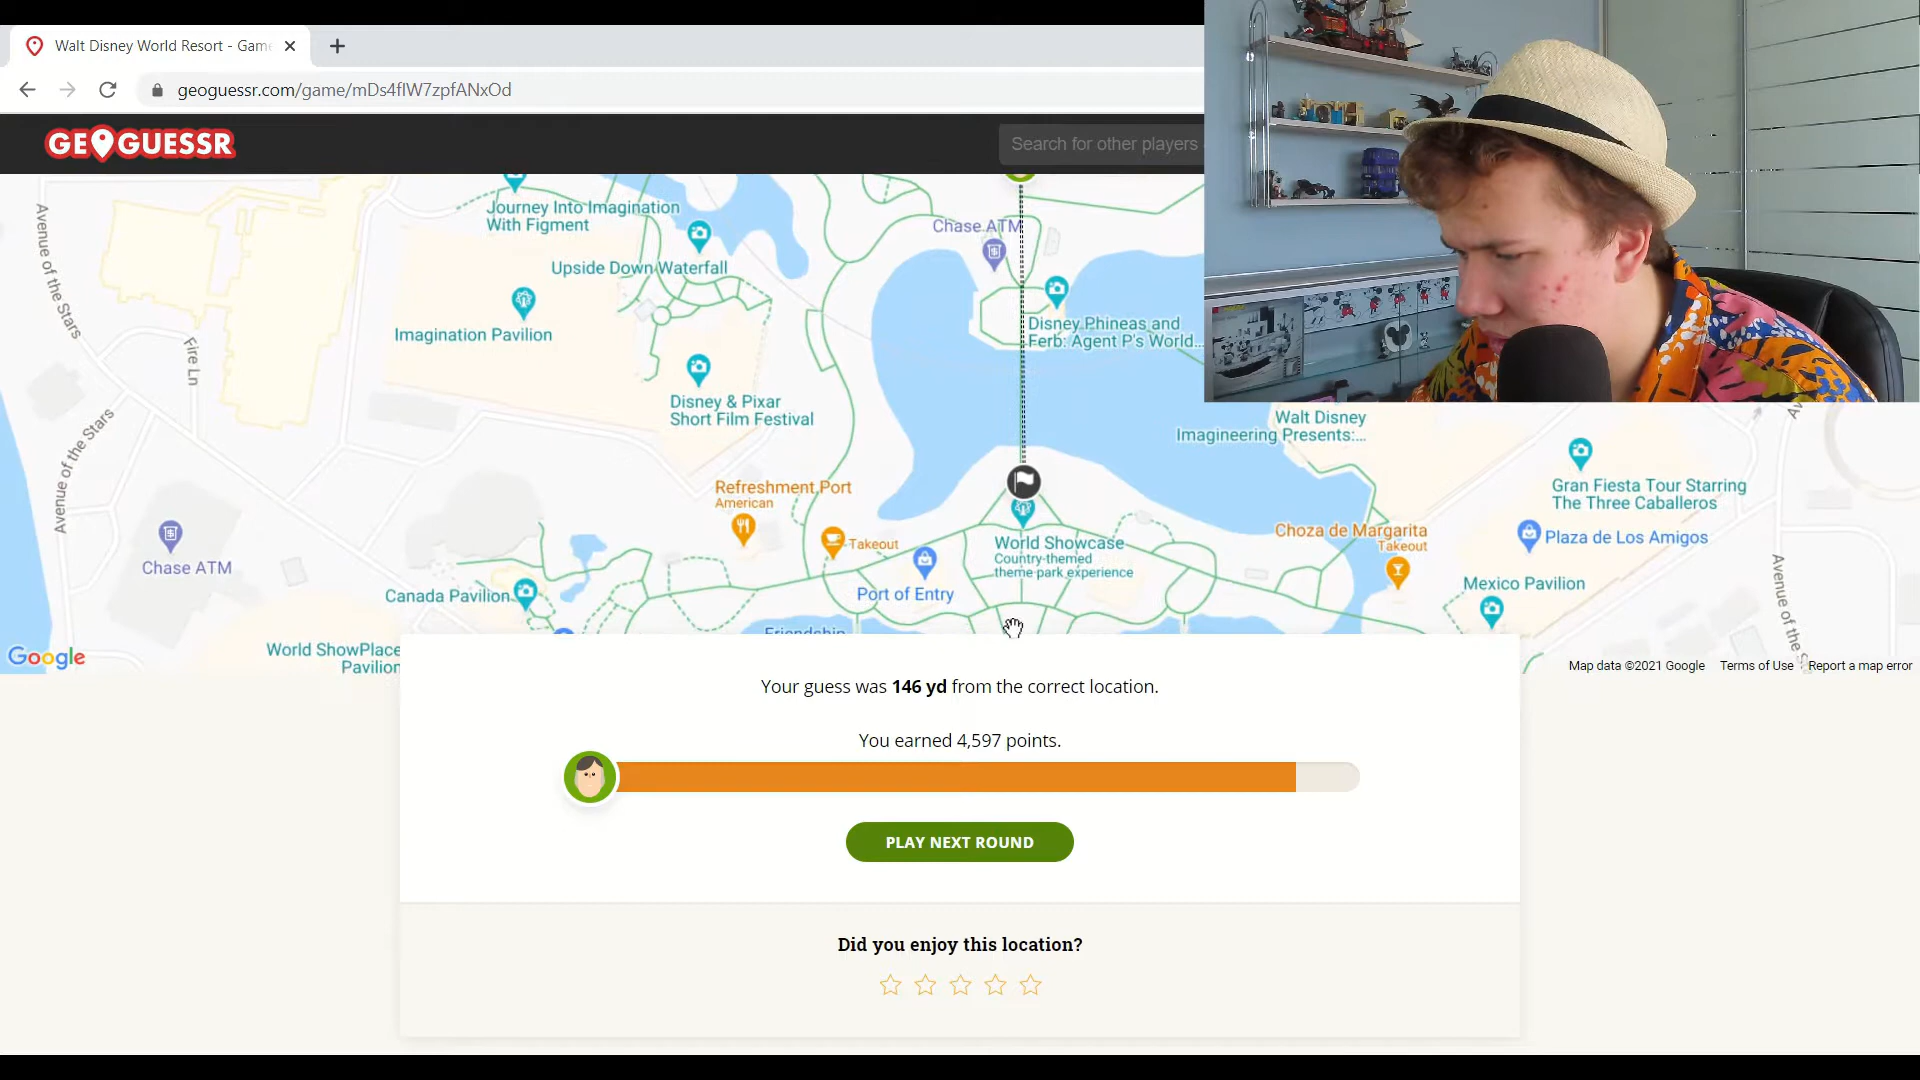 Walt Disney World Resort - Game
geoguessr.com/game/mDs4flW7zpfANxOd
GEOGUESSR
Search for other players
Journey Into Imagination
With Figment
Chase ATM
Avenue of the Stars
Upside Down Waterfall
Imagination Pavilion
Disney Phineas and
Ferb: Agent P's World...
Fire Ln
Disney & Pixar
Short Film Festival
Walt Disney
Imagineering Presents:...
Avenue of the Stars
Refreshment Port
American
Gran Fiesta Tour Starring
The Three Caballeros
Choza de Margarita
Takeout
Plaza de Los Amigos
Takeout
World Showcase
Country-themed
theme park experience
Chase ATM
Canada Pavilion
Port of Entry
Mexico Pavilion
Avenue of the S
Friendship
World ShowPlace
Pavilion
Google
Map data ©2021 Google
Terms of Use
Report a map error
Your guess was 146 yd from the correct location.
You earned 4,597 points.
PLAY NEXT ROUND
Did you enjoy this location?